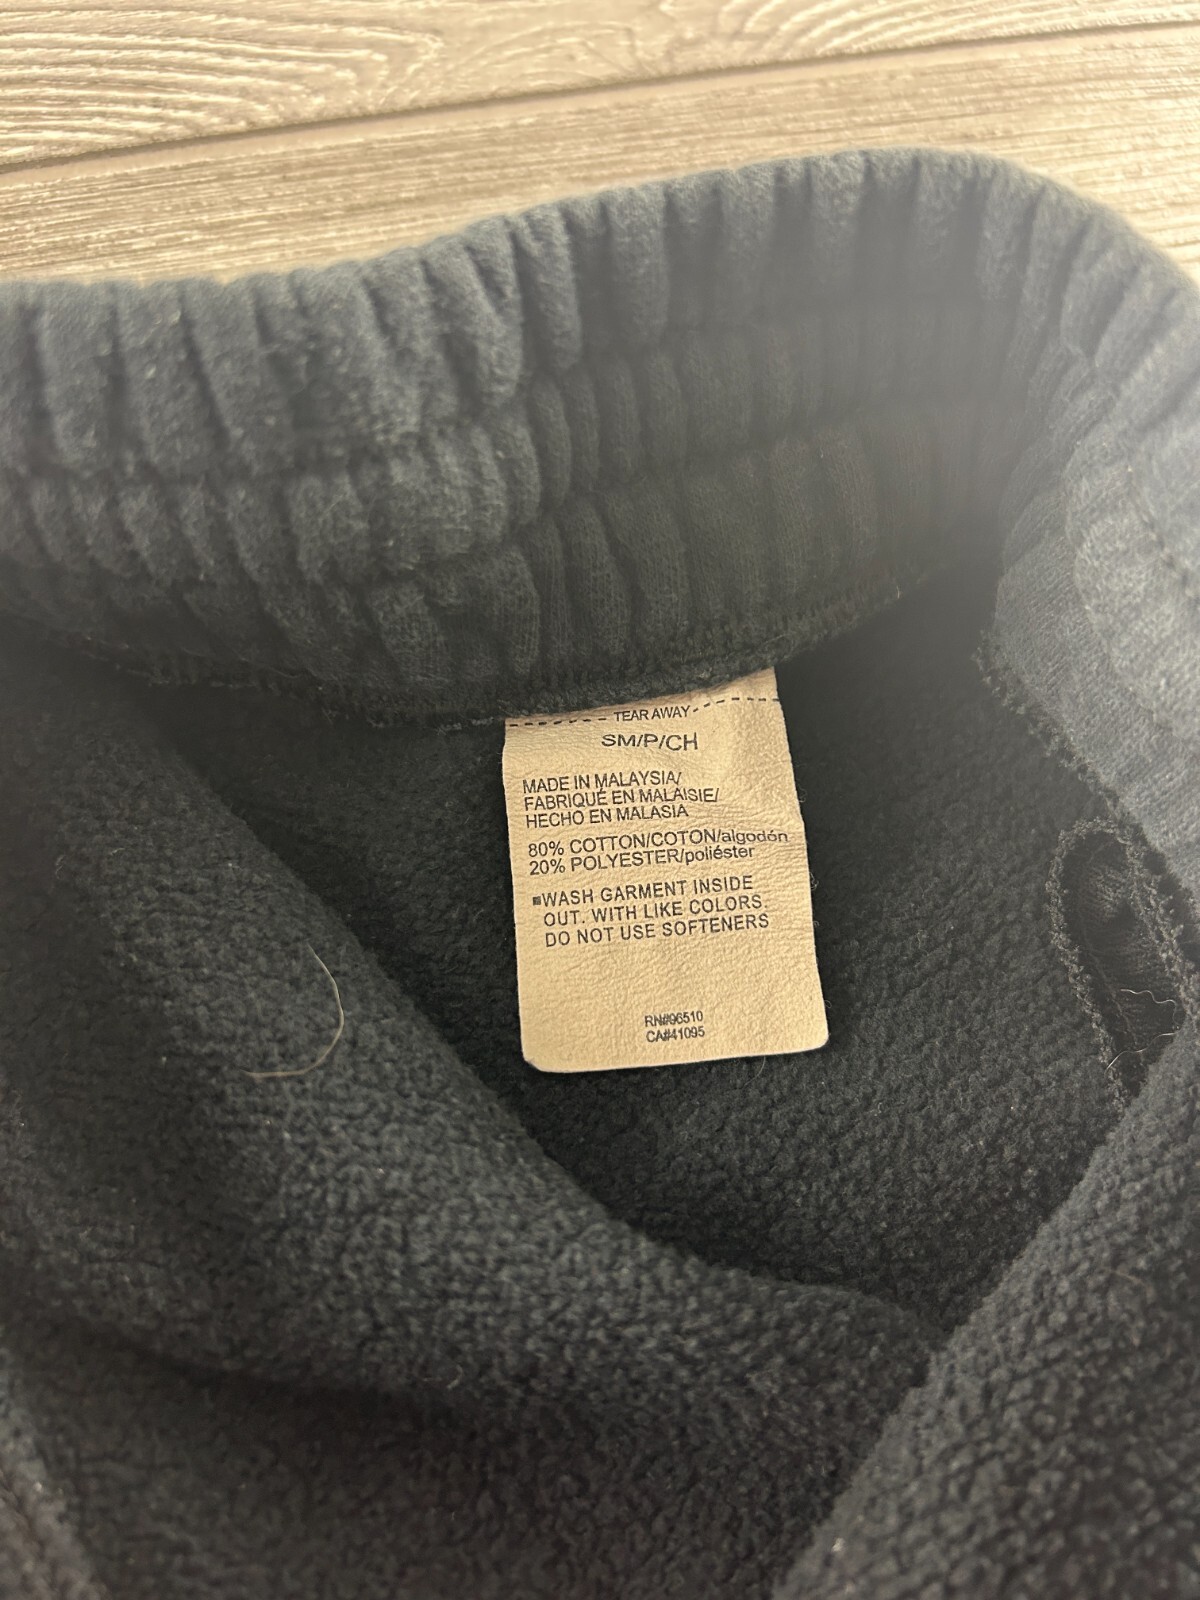 TEAR AWAY
SM/P/CH
MADE IN MALAYSIA/
FABRIQUÉ EN MALAISIE/
HECHO EN MALASIA
80% COTTON/COTON/algodón
20% POLYESTER/poliéster
■WASH GARMENT INSIDE
OUT. WITH LIKE COLORS
DO NOT USE SOFTENERS
RN#96510
CA#41095